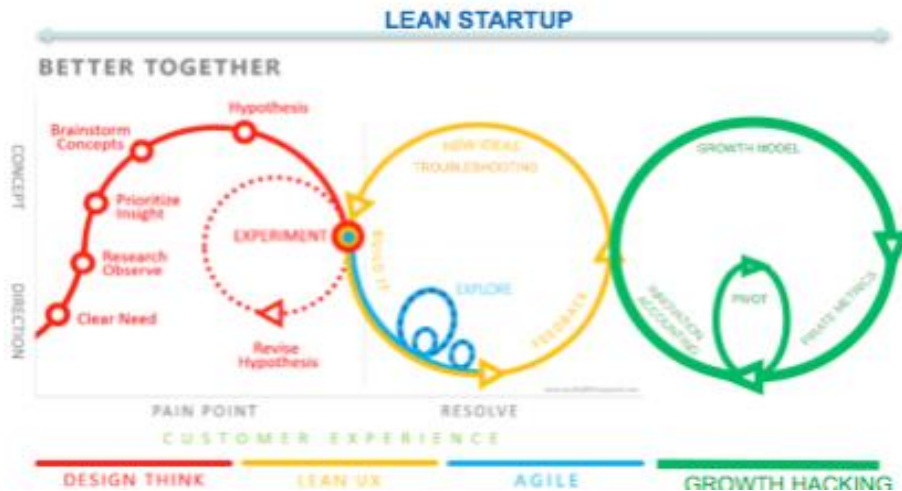 LEAN STARTUP
BETTER TOGETHER
Hypothesis
Brainstorm
Concepts
Prioritize
Insight
Research
Observe
Clear Need
EXPERIMENT
Revise
Hypothesis
CONCEPT
DIRECTION
NEW IDEAS
TROUBLESHOOTING
BUILD IT
EXPLORE
FEEDBACK
GROWTH MODEL
INNOVATION
ACCOUNTING
PIVOT
PIRATE METRICS
PAIN POINT
RESOLVE
CUSTOMER EXPERIENCE
DESIGN THINK
LEAN UX
AGILE
GROWTH HACKING